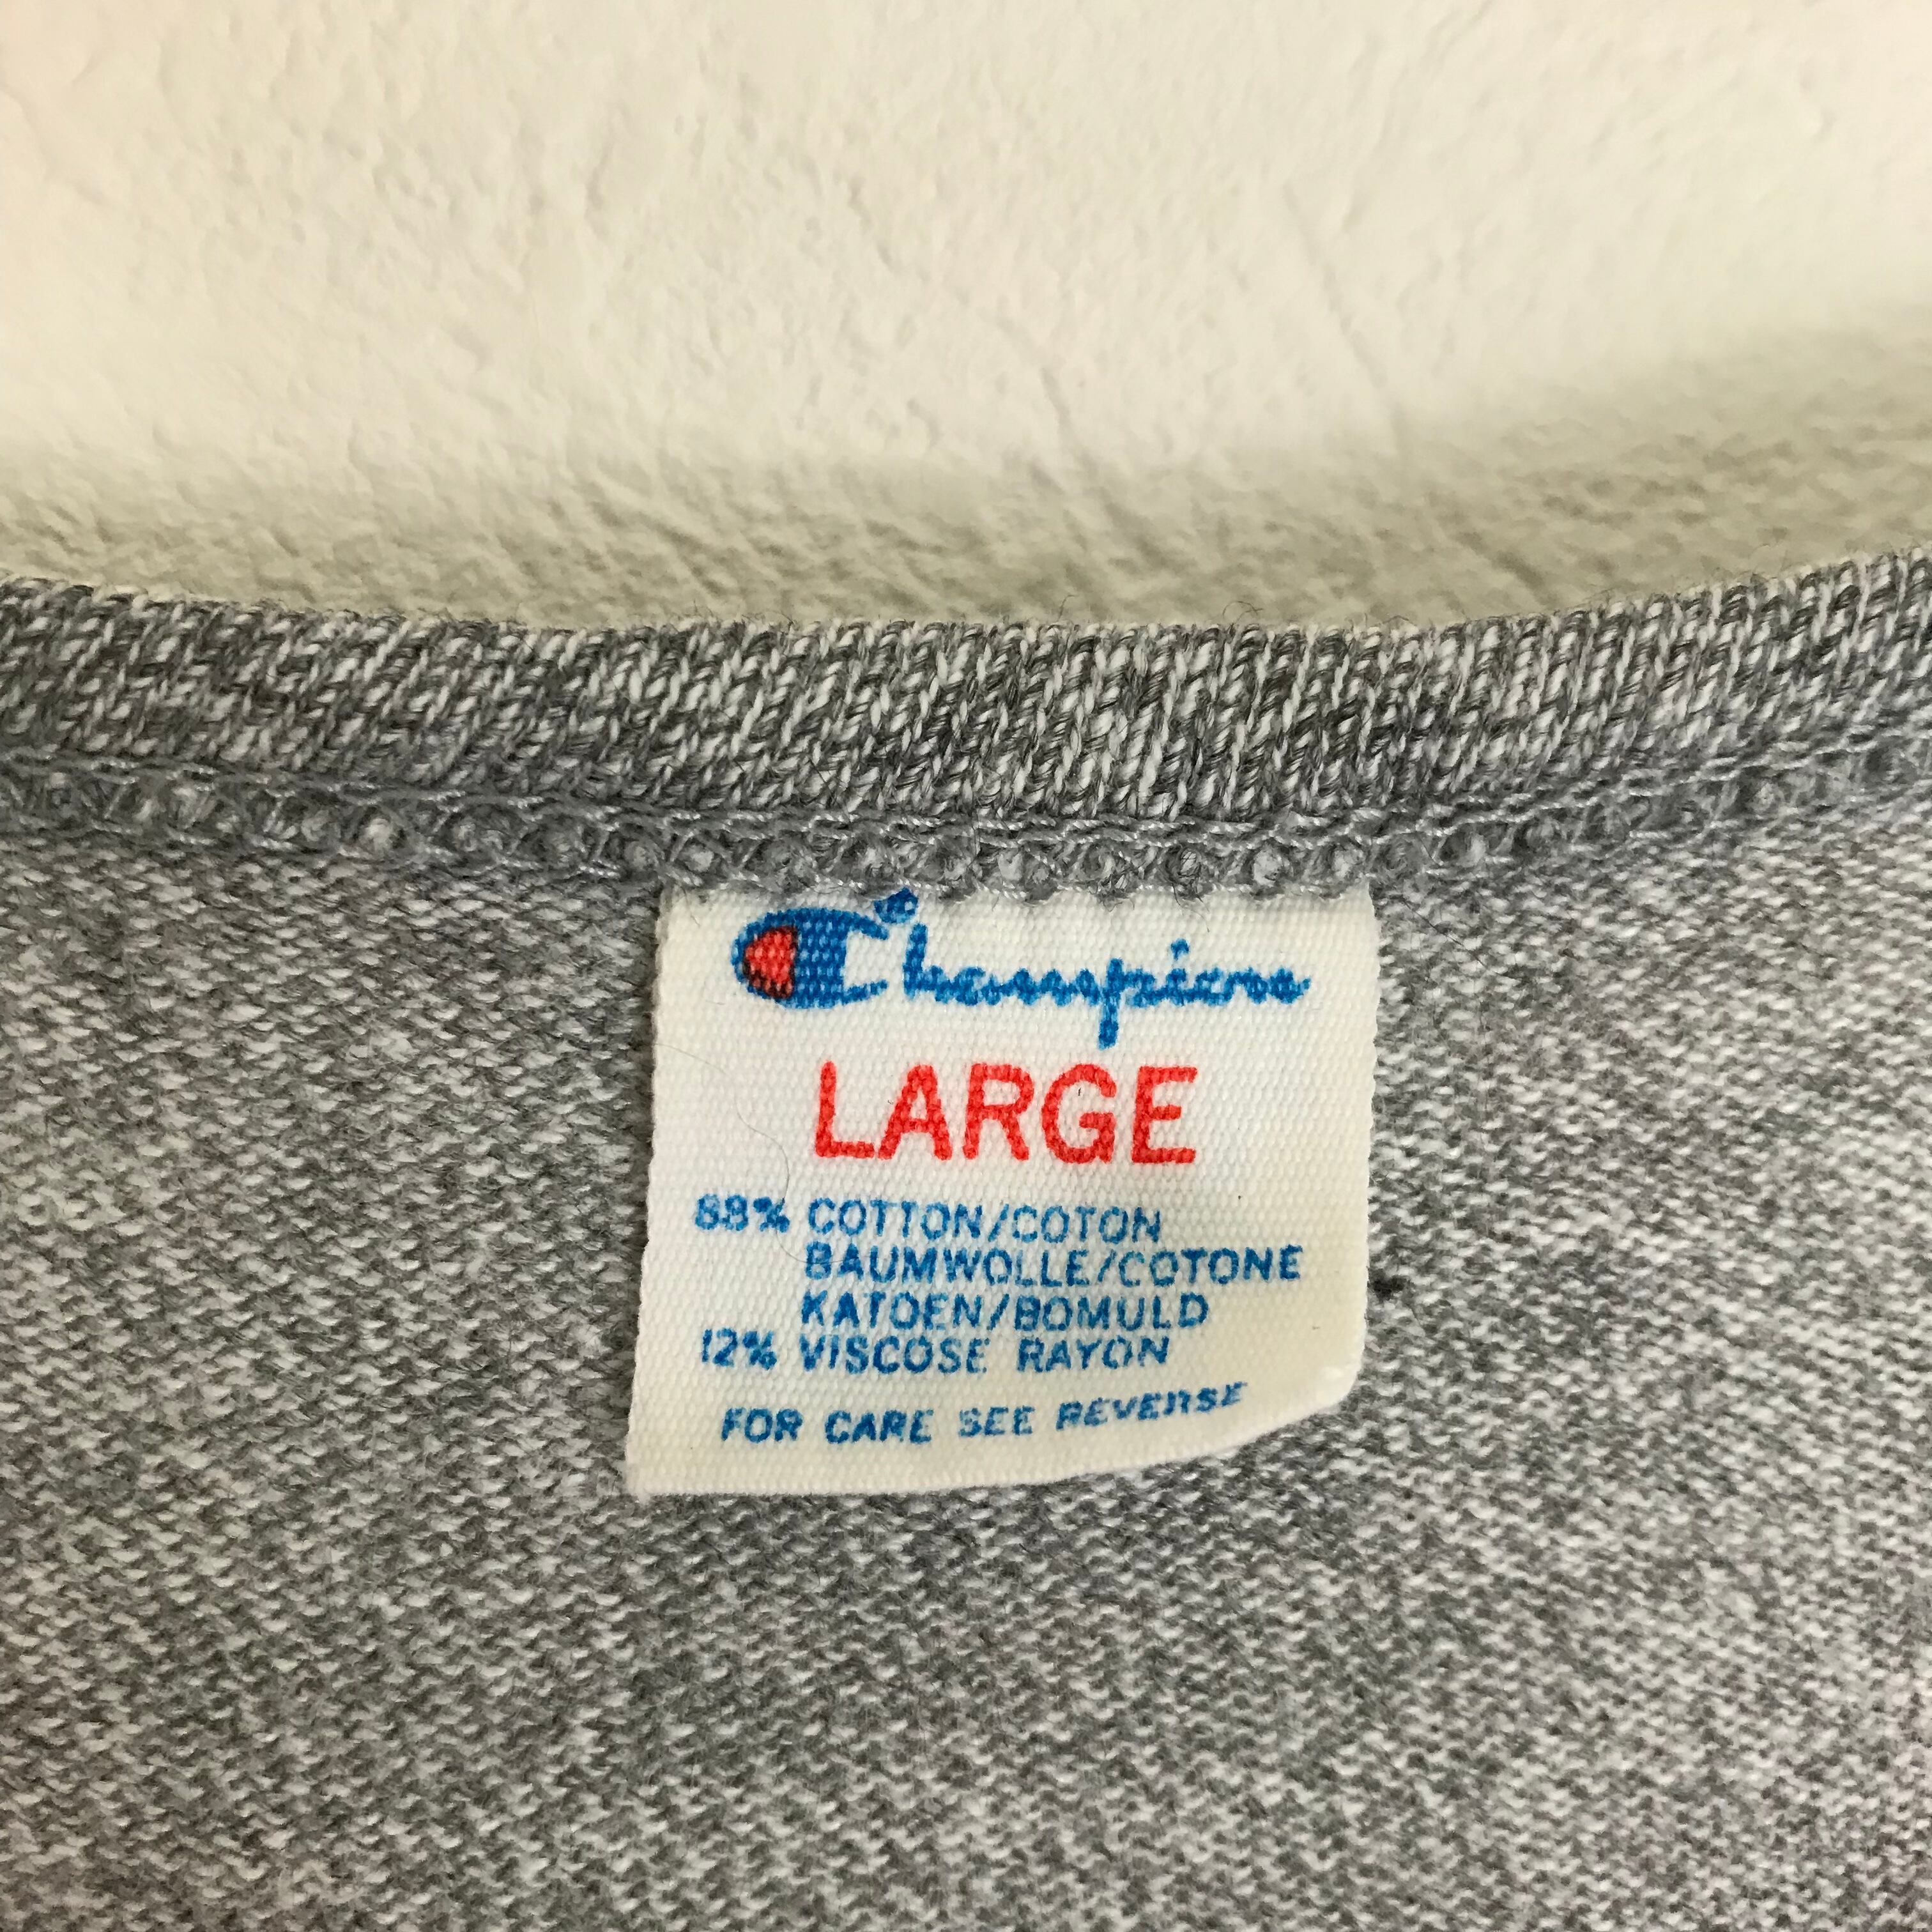 Champion
LARGE
88% COTTON/COTON
BAUMWOLLE/COTONE
KATOEN/BOMULD
12% VISCOSE RAYON
FOR CARE SEE REVERSE